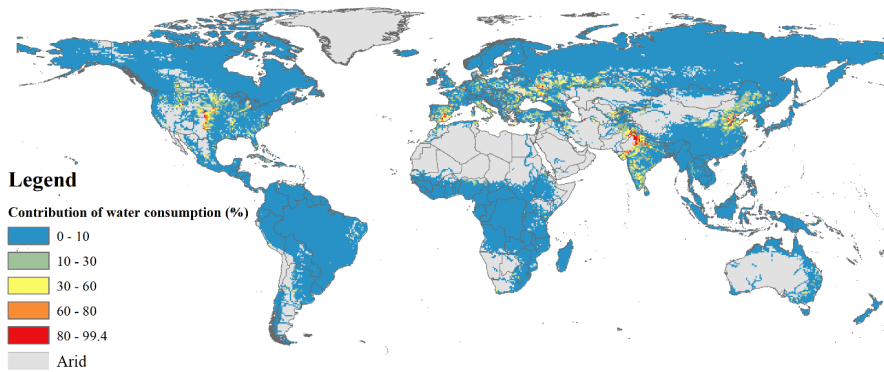 Legend
Contribution of water consumption (%)
0 - 10
10 - 30
30 - 60
60 - 80
80 - 99.4
Arid